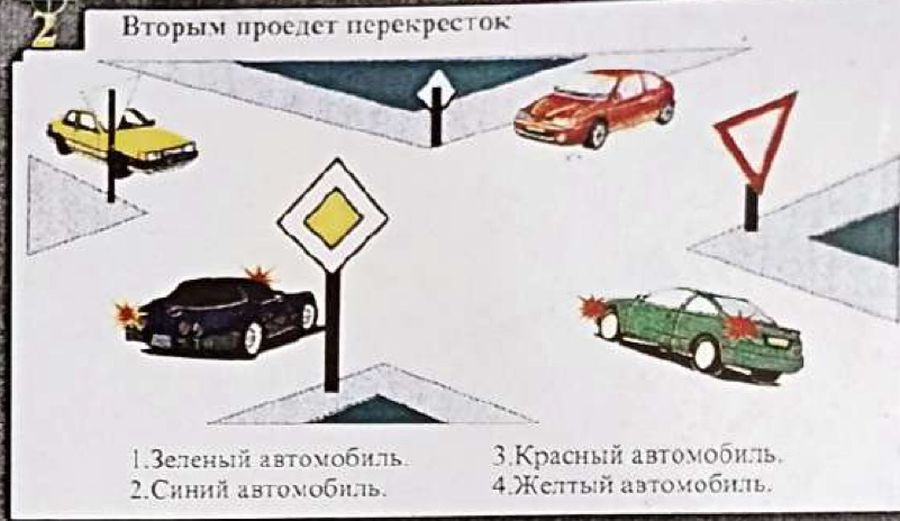 2
Вторым проедет перекресток
1.Зеленый автомобиль. 3.Красный автомобиль.
2.Синий автомобиль. 4.Желтый автомобиль.